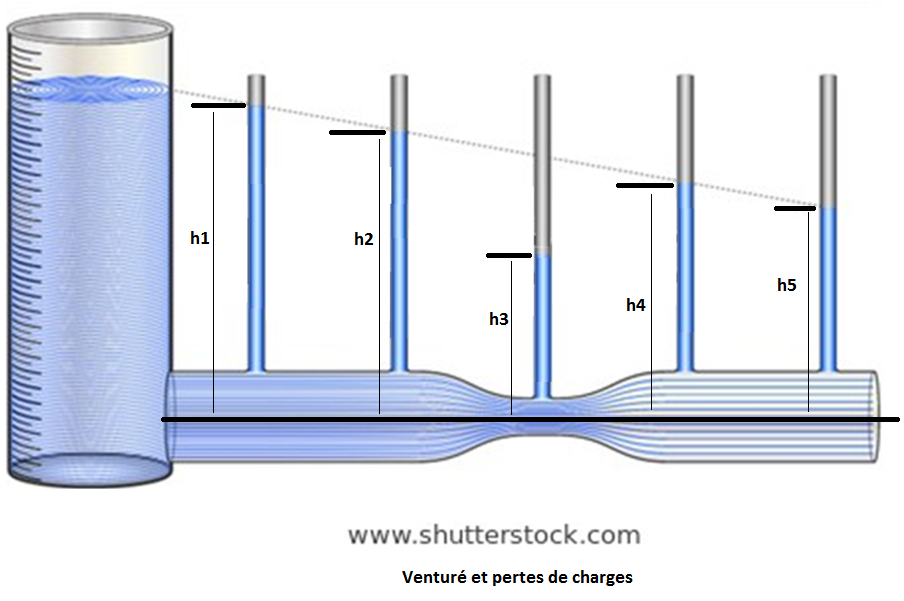 h1
h2
h3
h4
h5
www.shutterstock.com
Venturé et pertes de charges